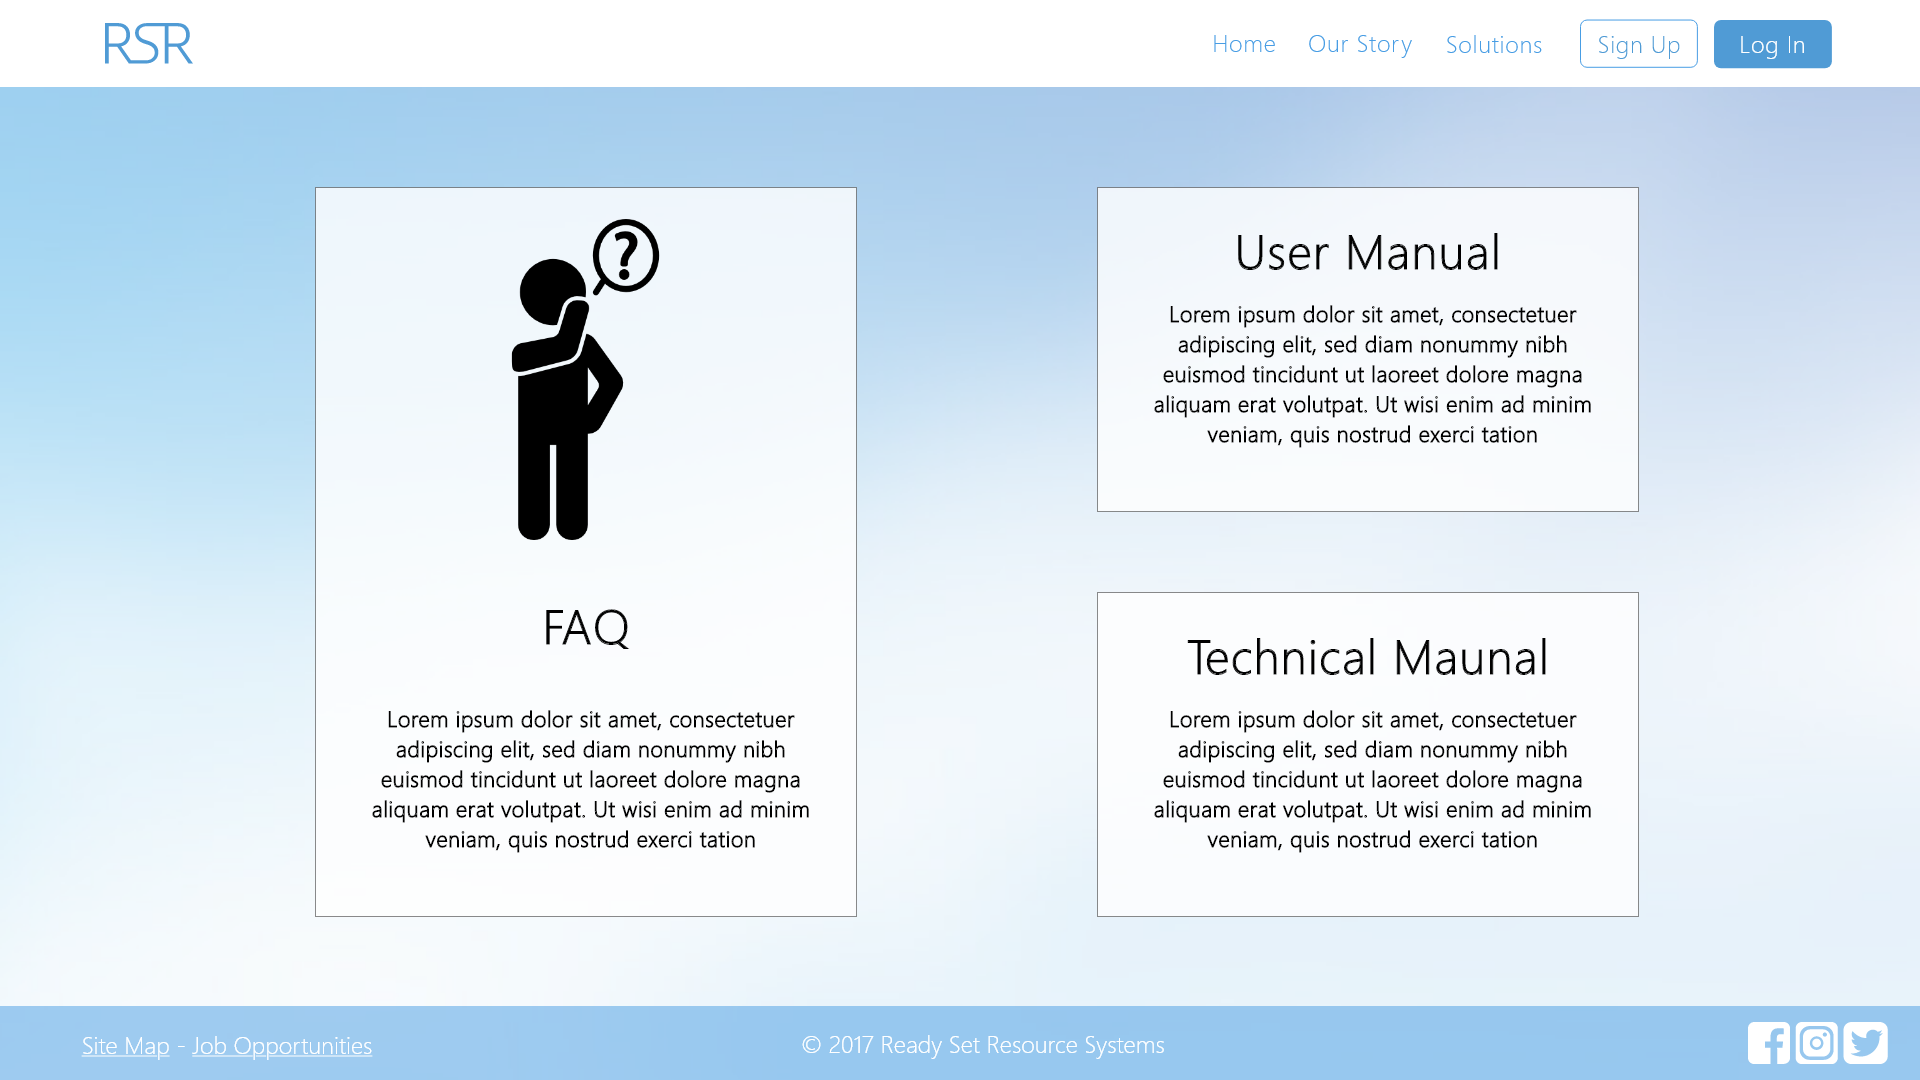 RSR
Home Our Story Solutions Sign Up Log In
?
FAQ
Lorem ipsum dolor sit amet, consectetuer
adipiscing elit, sed diam nonummy nibh
euismod tincidunt ut laoreet dolore magna
aliquam erat volutpat. Ut wisi enim ad minim
veniam, quis nostrud exerci tation
User Manual
Lorem ipsum dolor sit amet, consectetuer
adipiscing elit, sed diam nonummy nibh
euismod tincidunt ut laoreet dolore magna
aliquam erat volutpat. Ut wisi enim ad minim
veniam, quis nostrud exerci tation
Technical Maunal
Lorem ipsum dolor sit amet, consectetuer
adipiscing elit, sed diam nonummy nibh
euismod tincidunt ut laoreet dolore magna
aliquam erat volutpat. Ut wisi enim ad minim
veniam, quis nostrud exerci tation
Site Map - Job Opportunities
© 2017 Ready Set Resource Systems